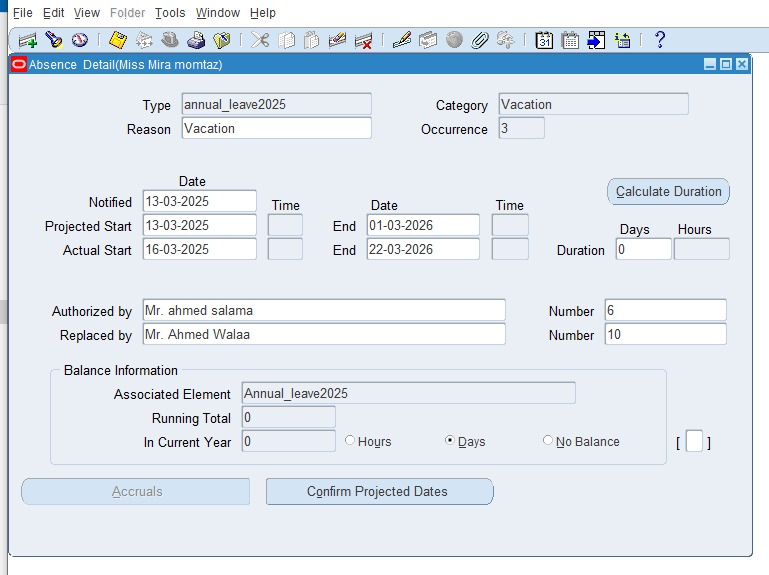 File Edit View Folder Tools Window Help
Absence Detail(Miss Mira momtaz)
Type annual_leave2025 Category Vacation
Reason Vacation Occurrence 3
Date
Calculate Duration
Notified 13-03-2025 Time Date Time
Projected Start 13-03-2025 End 01-03-2026 Days Hours
Actual Start 16-03-2025 End 22-03-2026 Duration 0
Authorized by Mr. ahmed salama Number 6
Replaced by Mr. Ahmed Walaa Number 10
Balance Information
Associated Element Annual_leave2025
Running Total 0
In Current Year 0 Hours Days No Balance [ ]
Accruals Confirm Projected Dates